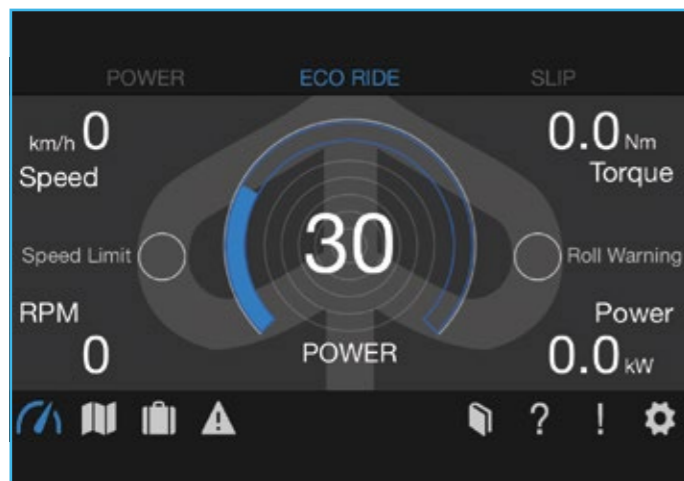 POWER ECO RIDE SLIP
km/h 0 0.0 Nm
Speed Torque
30
Speed Limit Roll Warning
RPM Power
POWER
0 0.0 kW
? !